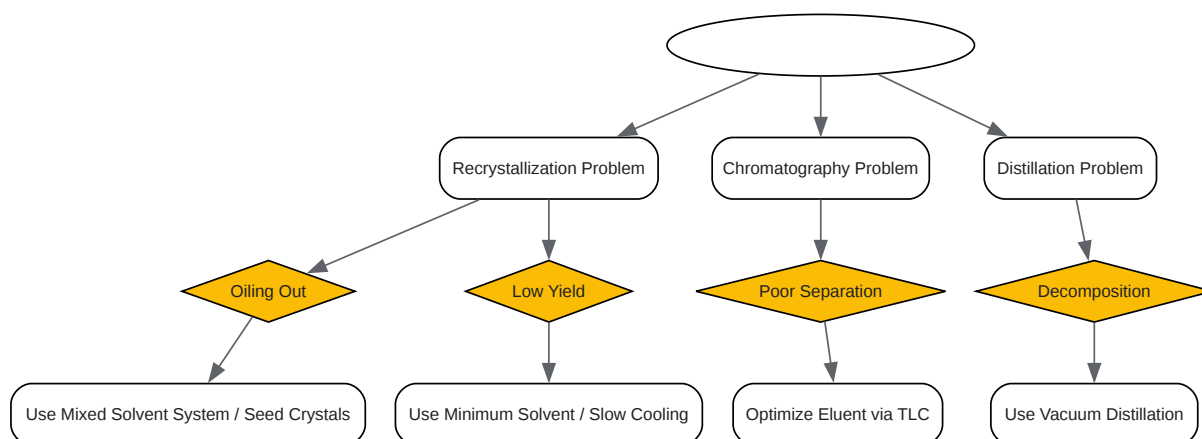 Recrystallization Problem
Chromatography Problem
Distillation Problem
Oiling Out
Low Yield
Poor Separation
Decomposition
Use Mixed Solvent System / Seed Crystals
Use Minimum Solvent / Slow Cooling
Optimize Eluent via TLC
Use Vacuum Distillation